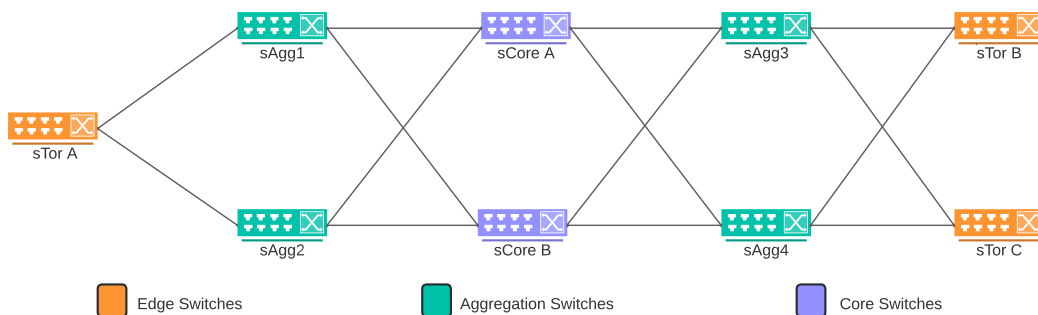 sAgg1
sCore A
sAgg3
sTor B
sTor A
sAgg2
sCore B
sAgg4
sTor C
Edge Switches
Aggregation Switches
Core Switches